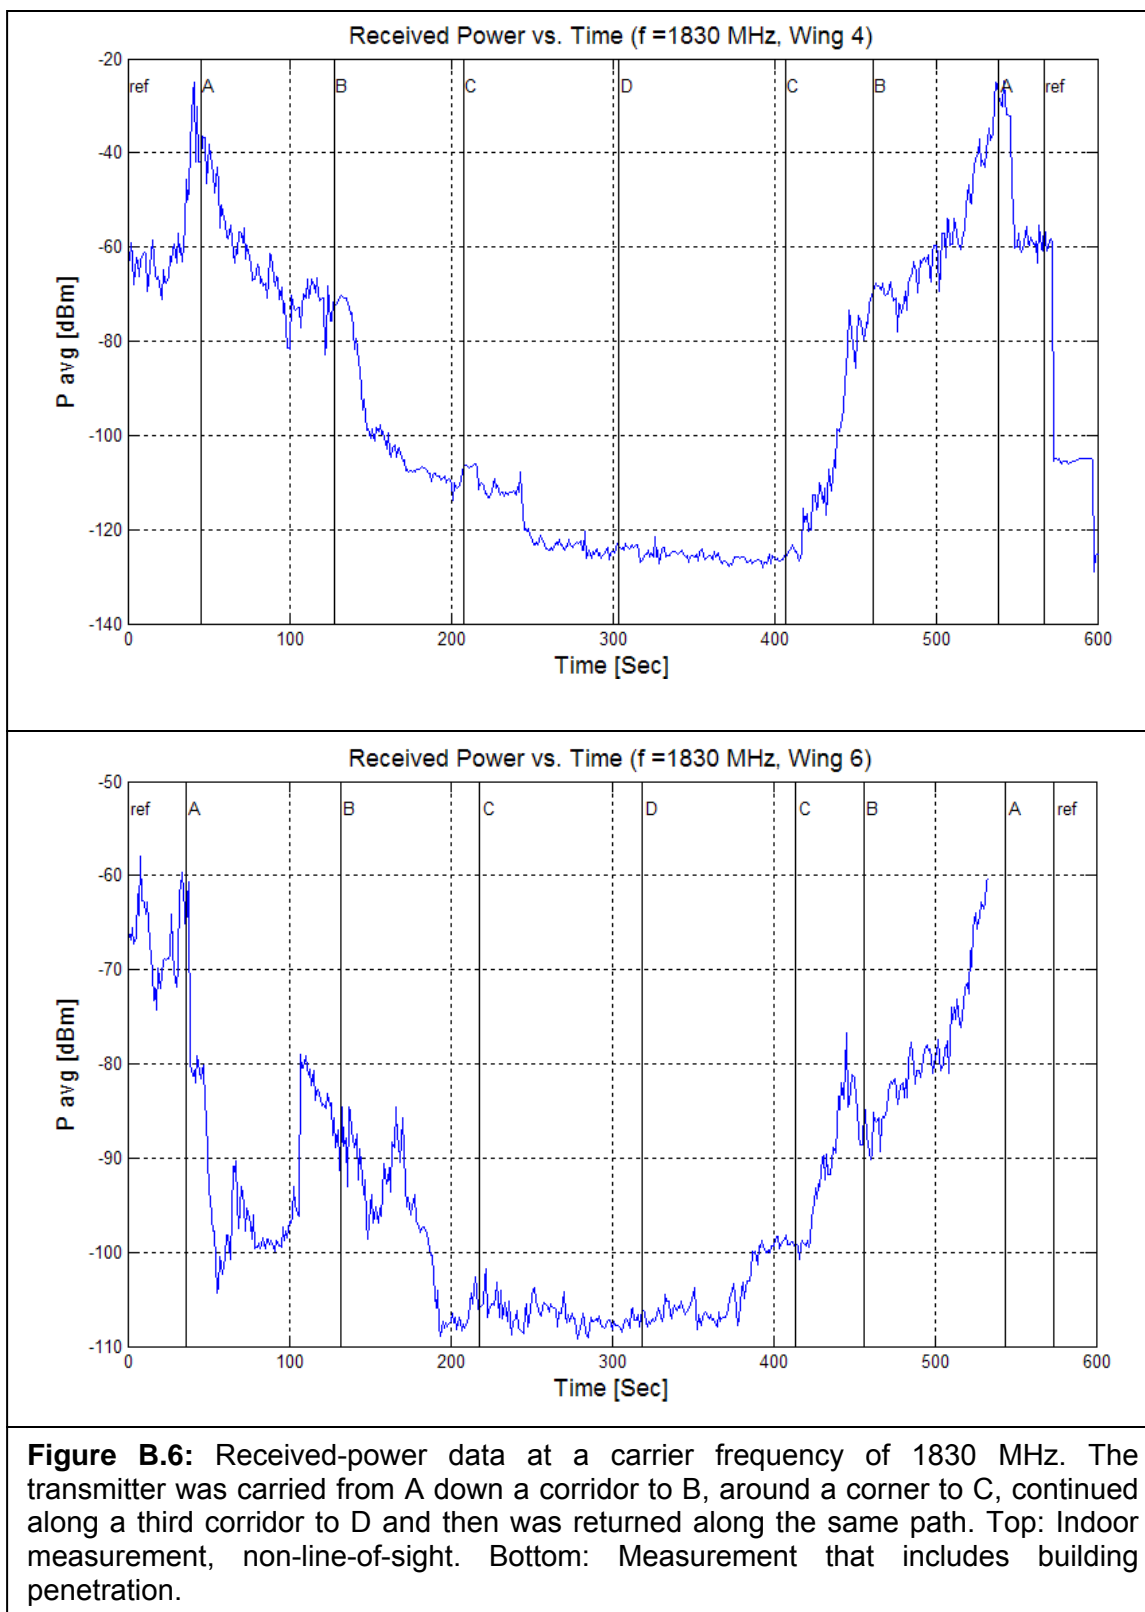 Received Power vs. Time (f =1830 MHz, Wing 4)
-20
ref A B C D C B A ref
-40
-60
P avg [dBm]
-80
-100
-120
-140
0 100 200 300 400 500 600
Time [Sec]
Received Power vs. Time (f =1830 MHz, Wing 6)
-50
ref A B C D C B A ref
-60
-70
P avg [dBm]
-80
-90
-100
-110
0 100 200 300 400 500 600
Time [Sec]
Figure B.6: Received-power data at a carrier frequency of 1830 MHz. The
transmitter was carried from A down a corridor to B, around a corner to C, continued
along a third corridor to D and then was returned along the same path. Top: Indoor
measurement, non-line-of-sight. Bottom: Measurement that includes building
penetration.